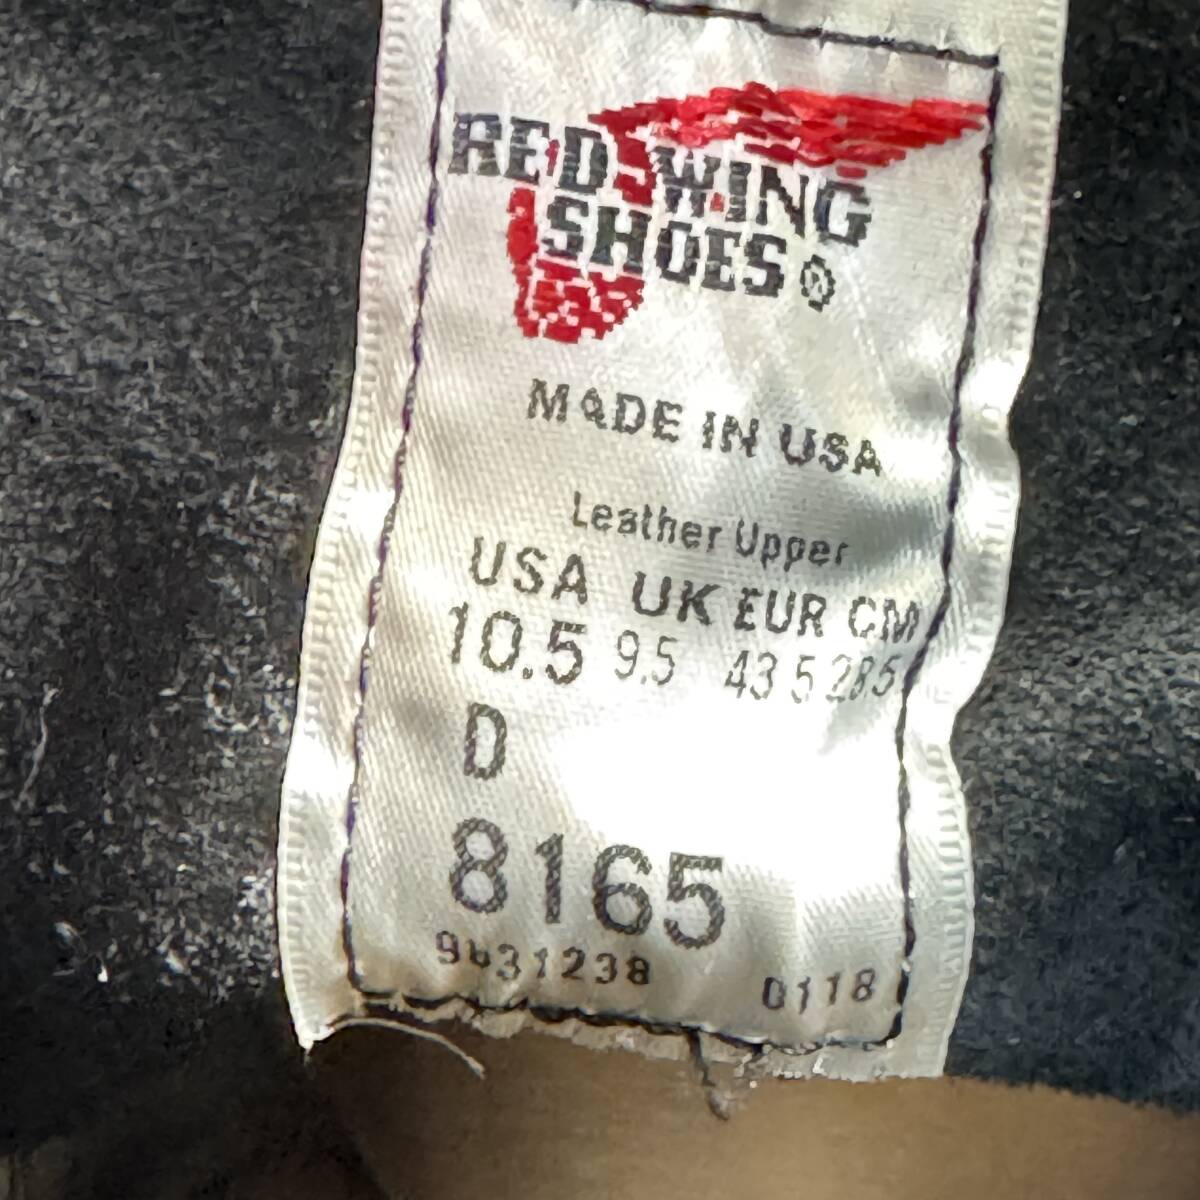 RED WING
SHOES ®
MADE IN USA
Leather Upper
USA UK EUR CM
10.5 9.5 43 5 28.5
D
8165
9631238 0118